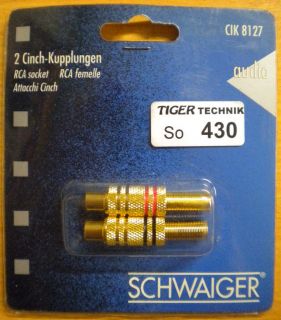 CIK 8127
2 Cinch-Kupplungen
RCA socket RCA femelle
Attacchi Cinch
audio
TIGER TECHNIK
So 430
SCHWAIGER®